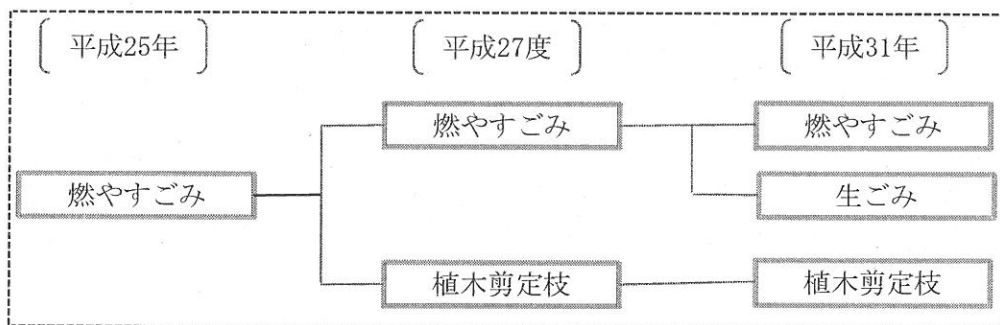 平成25年
平成27度
平成31年
燃やすごみ
燃やすごみ
燃やすごみ
生ごみ
植木剪定枝
植木剪定枝